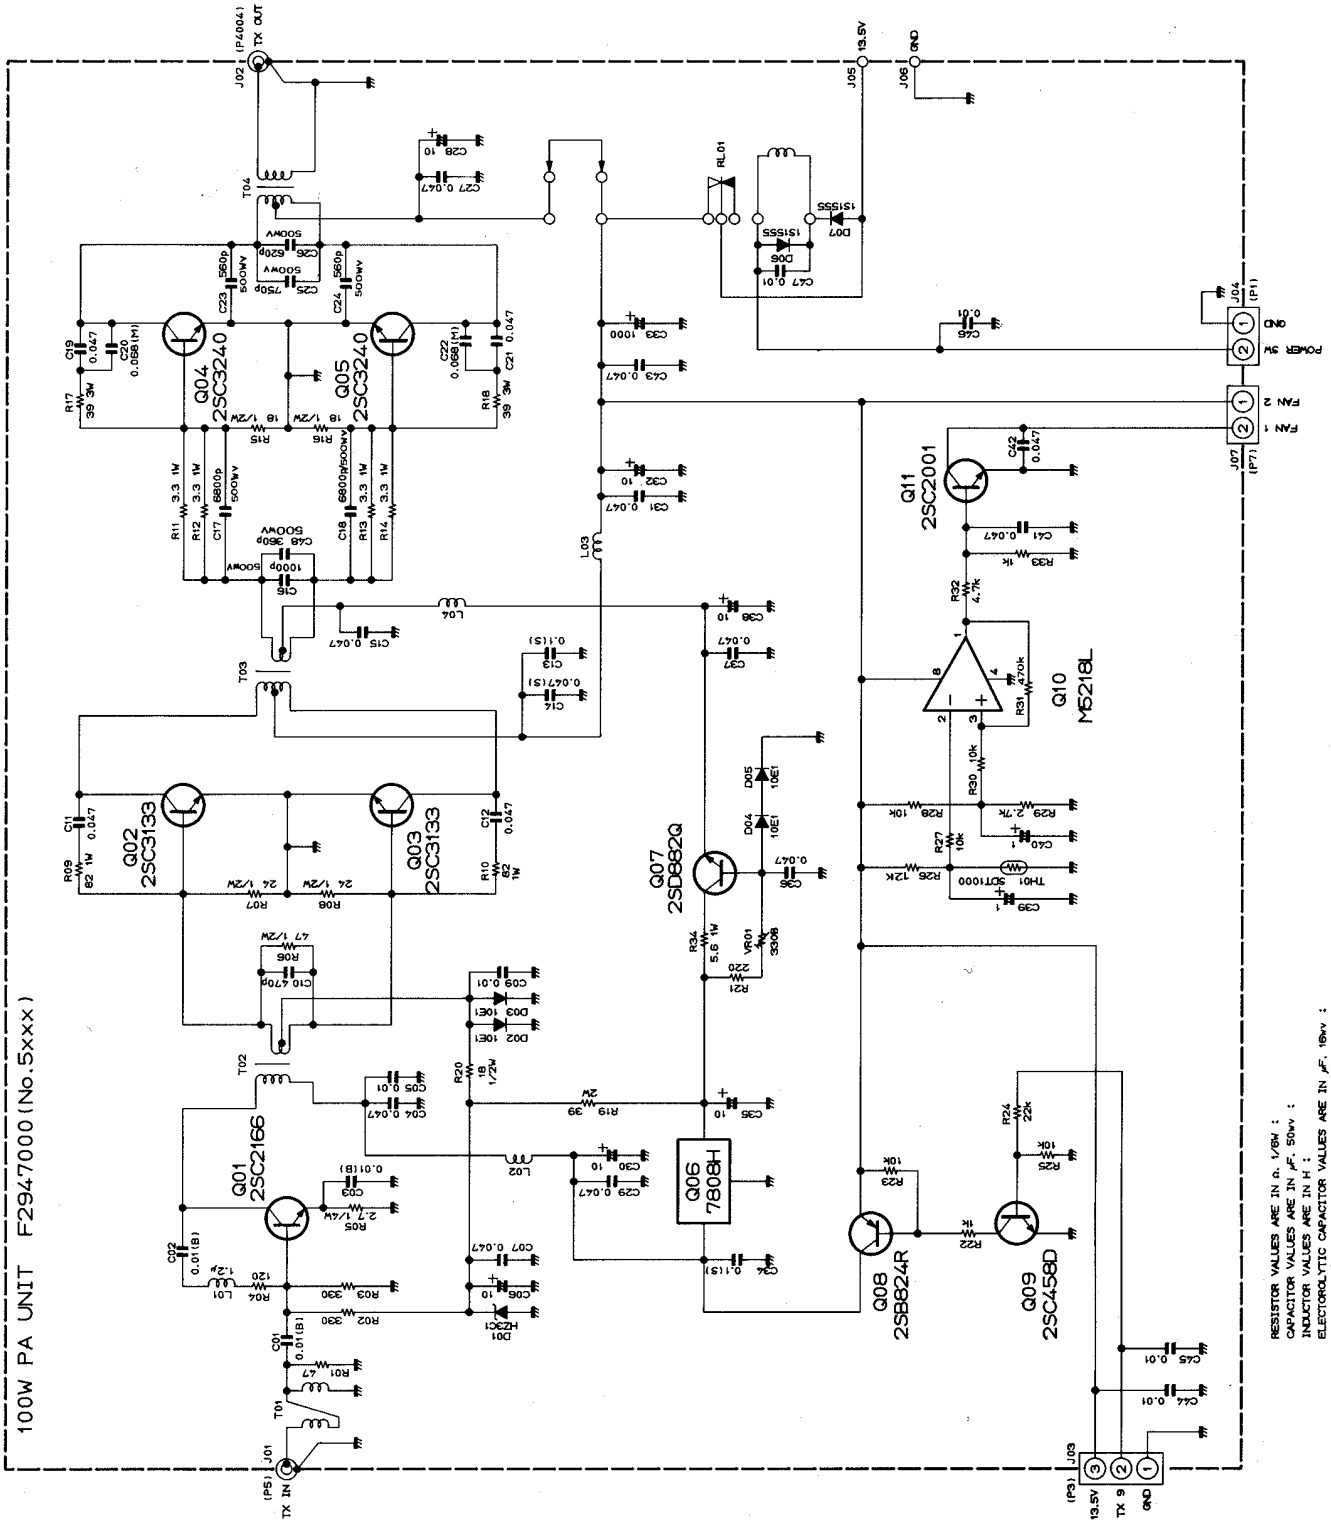 100W PA UNIT F2947000(No.5xxx)
(P4004)
TX OUT
J02
13.5V
J05
GND
J06
C28
10
C27 0.047
RL01
T04
1S1555
D07
1S1555
D06
C47 0.01
500WV
620p
C26
500WV
750p
C25
560p
500WV
C23
560p
500WV
C24
C19
0.047
C20
0.068(M)
Q04
2SC3240
Q05
2SC3240
C22
0.068(M)
0.047
C21
R17
39 3W
R18
39 3W
18 1/2W
R15
18 1/2W
R16
C33
1000
C43 0.047
C46
0.01
J04
(P1)
1
GND
2
POWER SW
1
FAN 2
2
FAN 1
J07
(P7)
R11 3.3 1W
R12 3.3 1W
C17 6800p
500WV
C18 6800p/500WV
R13 3.3 1W
R14 3.3 1W
500WV
C48 360p
500WV
1000p
C16
C32
10
C31 0.047
L03
Q11
2SC2001
C42
0.047
C41
0.047
R33
1k
R32
4.7k
L04
C15 0.047
C38
10
C37
0.047
T03
0.1(S)
C13
0.047(S)
C14
8
1
4
2
3
R31 470k
Q10
M5218L
R30 10k
R28
10k
R29
2.7k
R27
10k
C40
1
R26
12K
TH01
SDT1000
C39
1
C11
0.047
Q02
2SC3133
Q03
2SC3133
C12
0.047
R09
82 1W
R10
82
1W
24 1/2W
R07
24 1/2W
R08
D05
10E1
D04
10E1
Q07
2SD882Q
C36
0.047
R34
5.6 1W
VR01
330B
R21
220
47 1/2W
R06
C10 470p
C09 0.01
D03 10E1
D02 10E1
T02
R20
18
1/2W
C05 0.01
C04 0.047
2W
R19
39
C35
10
Q01
2SC2166
0.01(B)
C03
2.7 1/4W
R05
L02
C30
10
C29
0.047
Q06
7808H
R23
10k
R24
22k
R25
10k
C02
0.01(B)
1.2μ
L01
120
R04
R03
330
R02
330
C07 0.047
C06
10
D01
HZ3C1
C34
0.1(S)
Q08
2SB824R
R22
1k
Q09
2SC458D
C01
0.01(B)
R01
47
T01
C45
0.01
C44
0.01
J01
(P5)
TX IN
J03
(P3)
3
13.5V
2
TX 9
1
GND
RESISTOR VALUES ARE IN Ω, 1/6W ;
CAPACITOR VALUES ARE IN μF, 50WV ;
INDUCTOR VALUES ARE IN H ;
ELECTOROLYTIC CAPACITOR VALUES ARE IN μF, 16WV ;